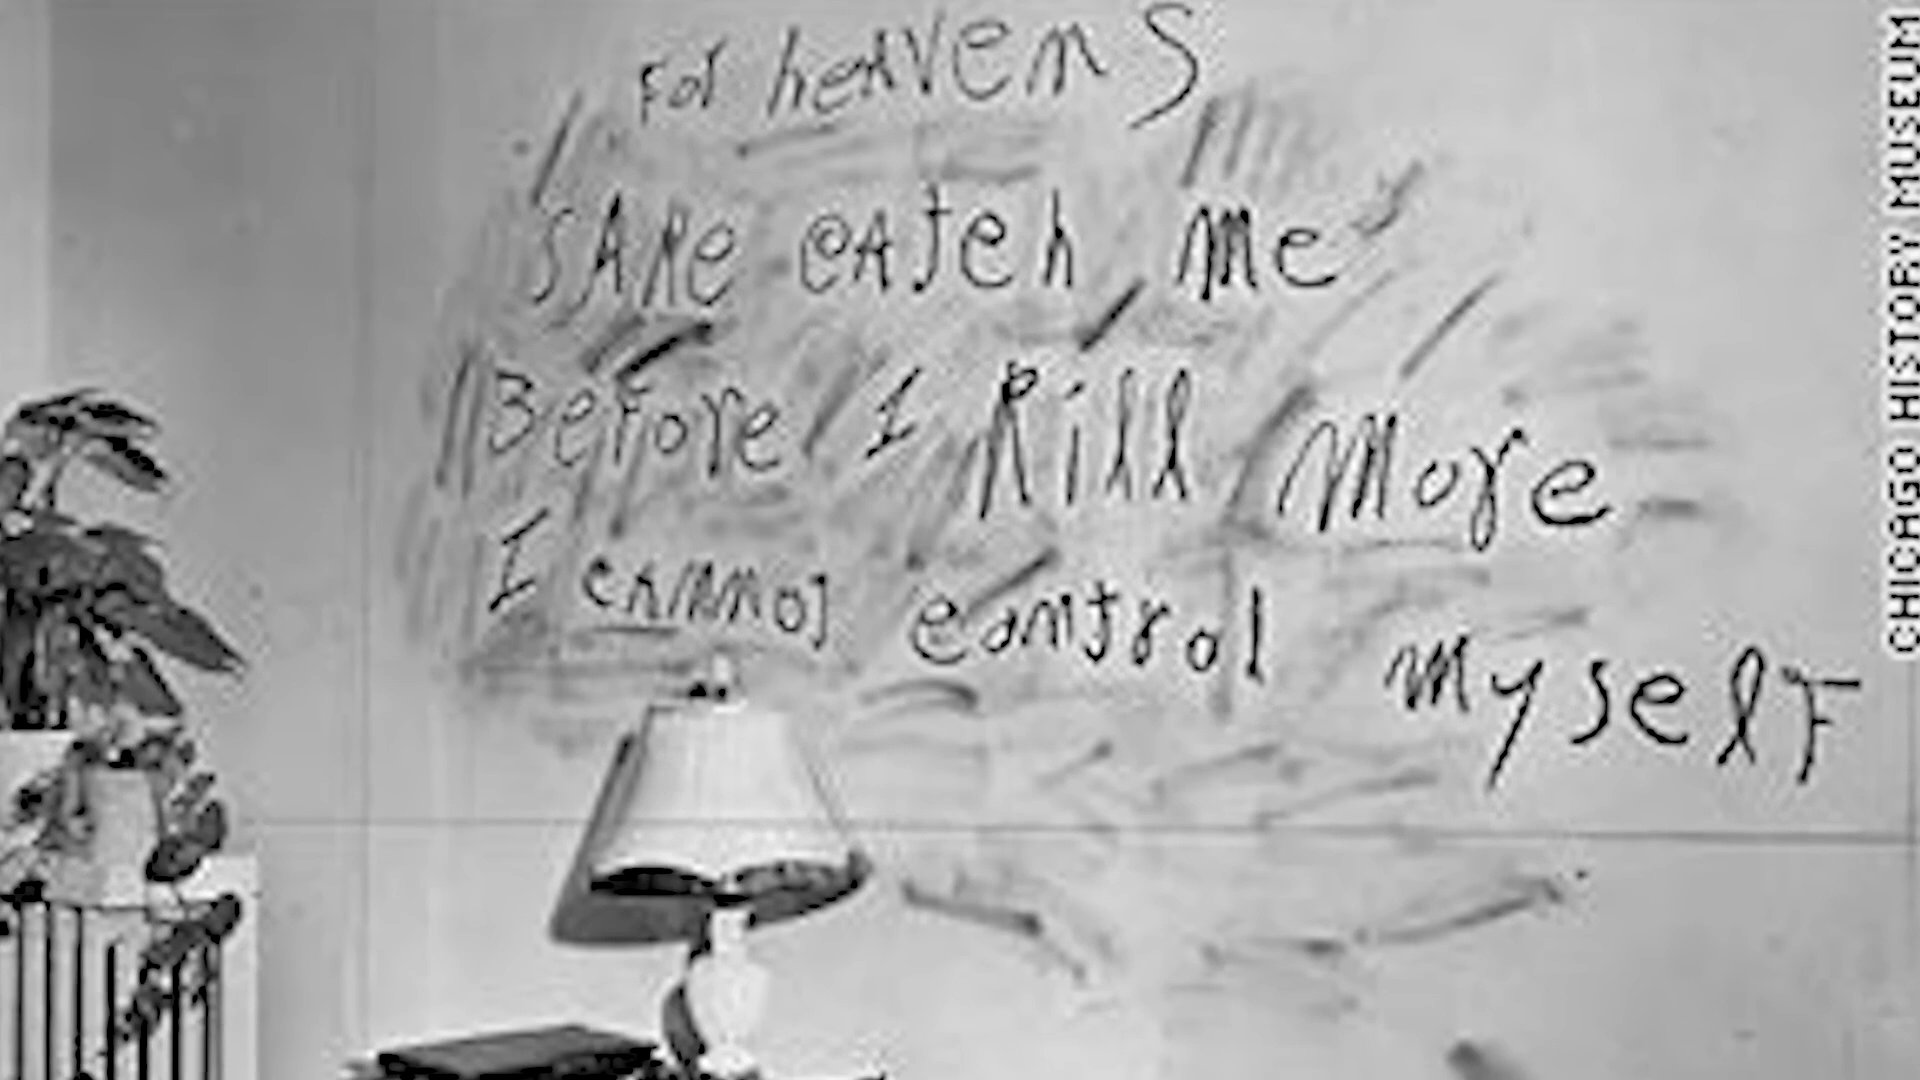 For heavens
SAKe cAtch Me
BeFore I Kill More
I cannot control MyselF
CHICAGO HISTORY MUSEUM